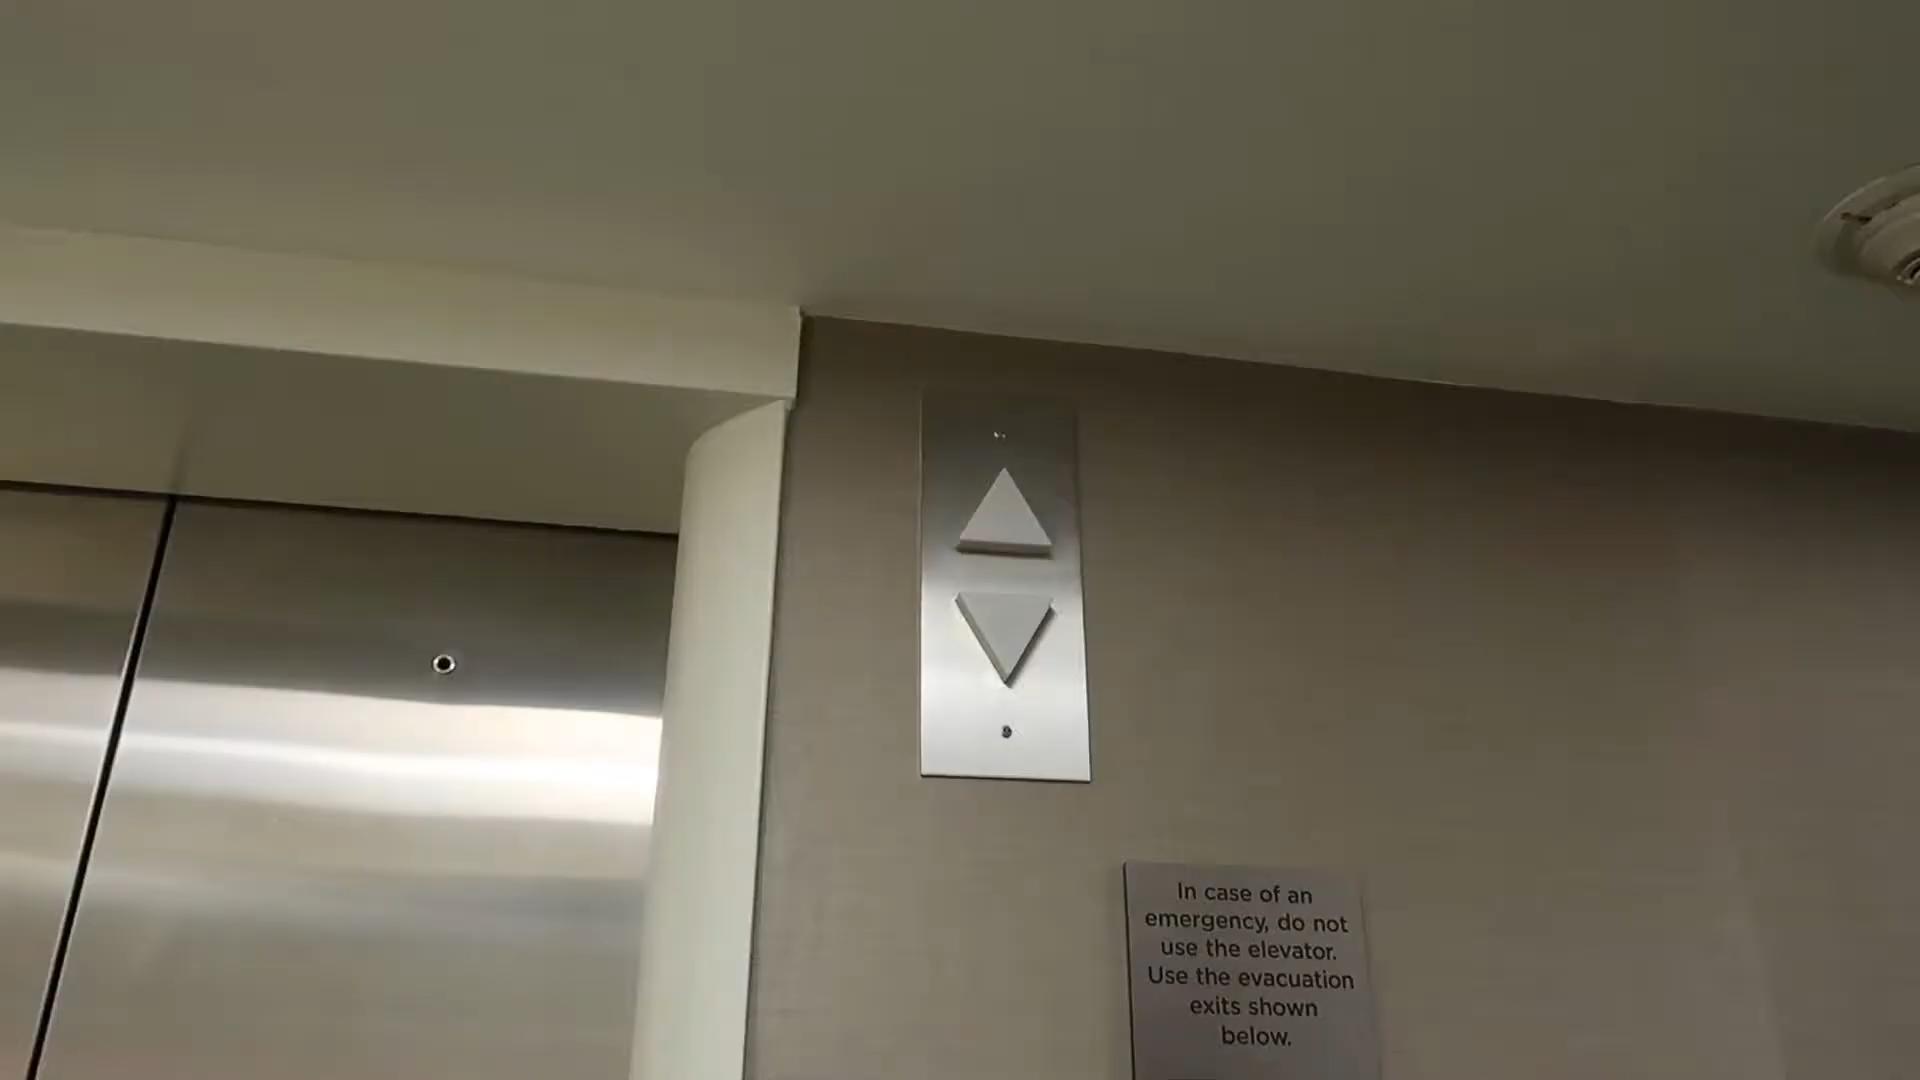 In case of an
emergency, do not
use the elevator.
Use the evacuation
exits shown
below.